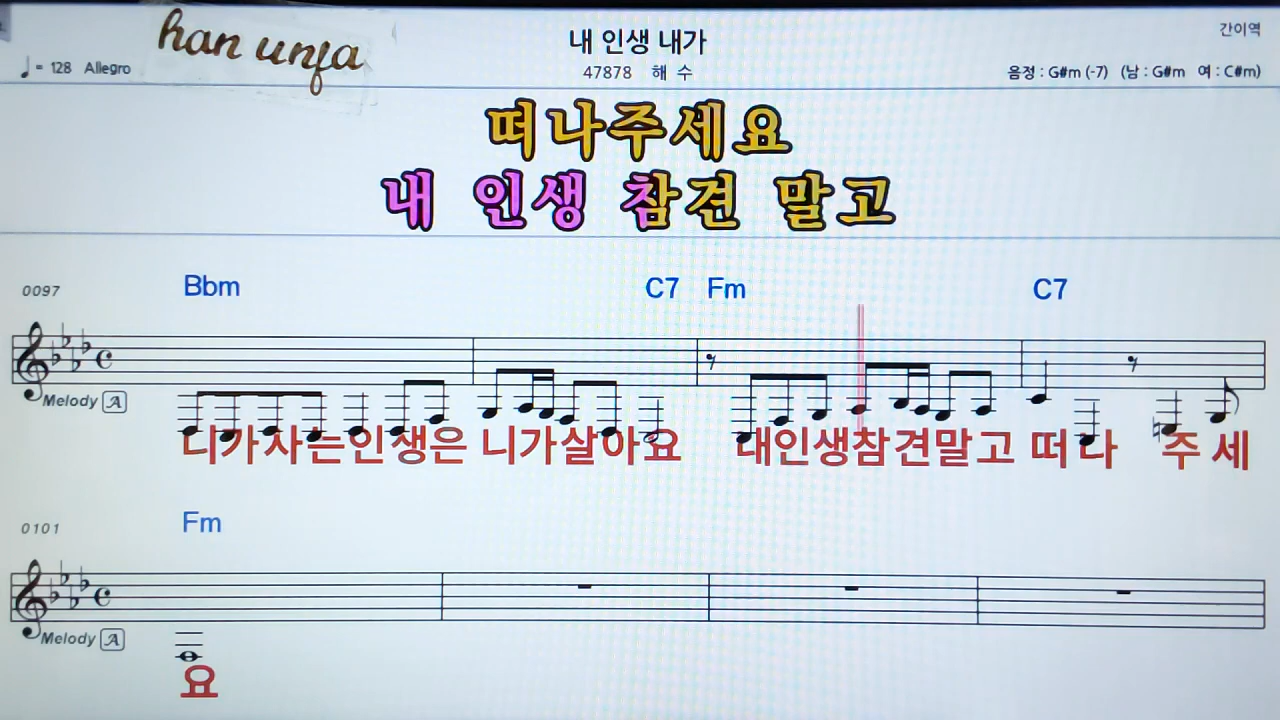 han unja
내 인생 내가
간이역
♩ = 128 Allegro
47878 해 수
음정 : G#m (-7) (남 : G#m 여 : C#m)
떠나주세요
내 인생 참견 말고
0097
Bbm C7 Fm C7
Melody A
니가사는인생은 니가살아요 내인생참견말고 떠나 주세
0101
Fm
Melody A
요